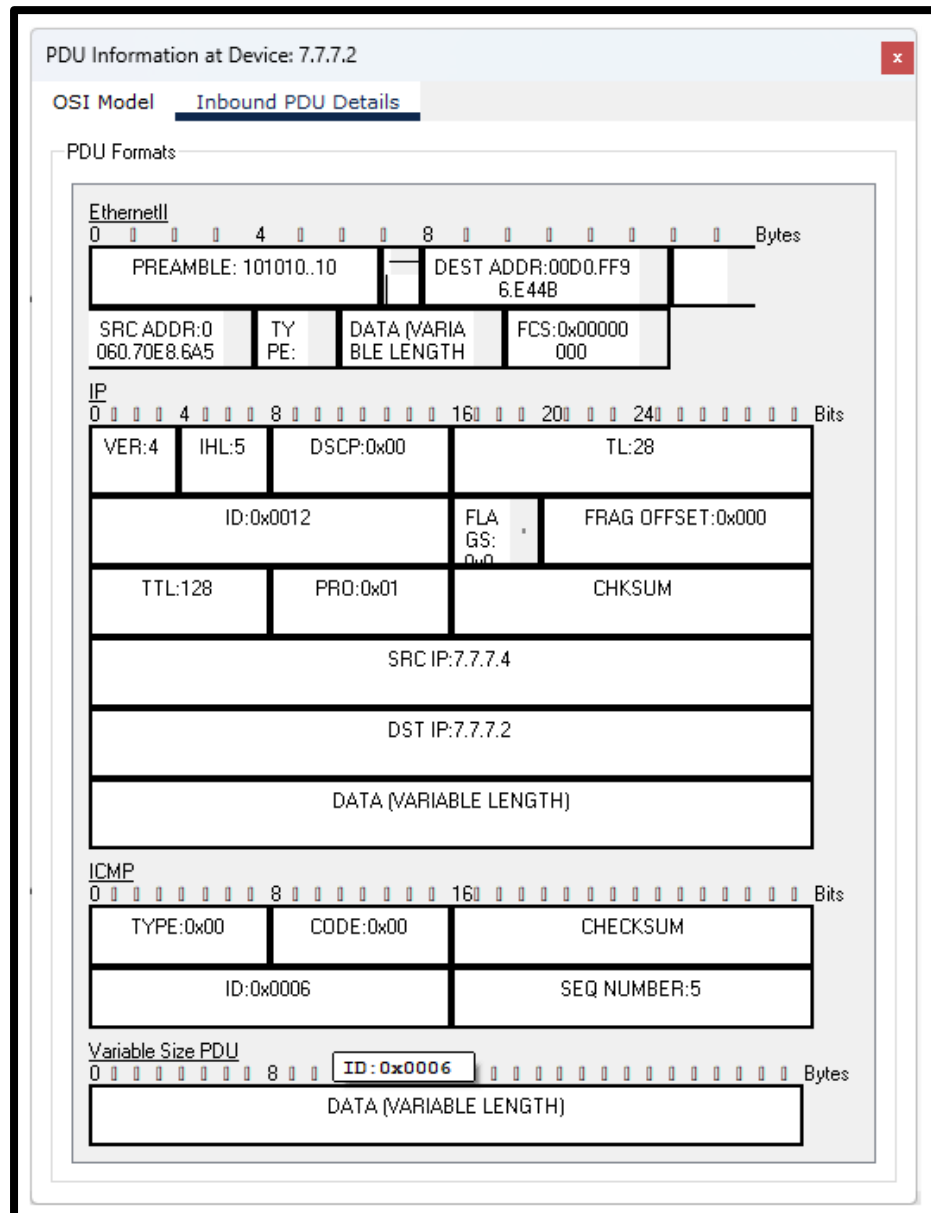 PDU Information at Device: 7.7.7.2
x
OSI Model Inbound PDU Details
PDU Formats
EthernetII
0 4 8 Bytes
PREAMBLE: 101010..10
DEST ADDR:00D0.FF9
6.E44B
SRC ADDR:0
060.70E8.6A5
TY
PE:
DATA (VARIA
BLE LENGTH
FCS:0x00000
000
IP
0 4 8 16 20 24 Bits
VER:4 IHL:5 DSCP:0x00 TL:28
ID:0x0012
FLA
GS:
0x0
FRAG OFFSET:0x000
TTL:128 PRO:0x01 CHKSUM
SRC IP:7.7.7.4
DST IP:7.7.7.2
DATA (VARIABLE LENGTH)
ICMP
0 8 16 Bits
TYPE:0x00 CODE:0x00 CHECKSUM
ID:0x0006 SEQ NUMBER:5
Variable Size PDU
0 8 Bytes
ID:0x0006
DATA (VARIABLE LENGTH)